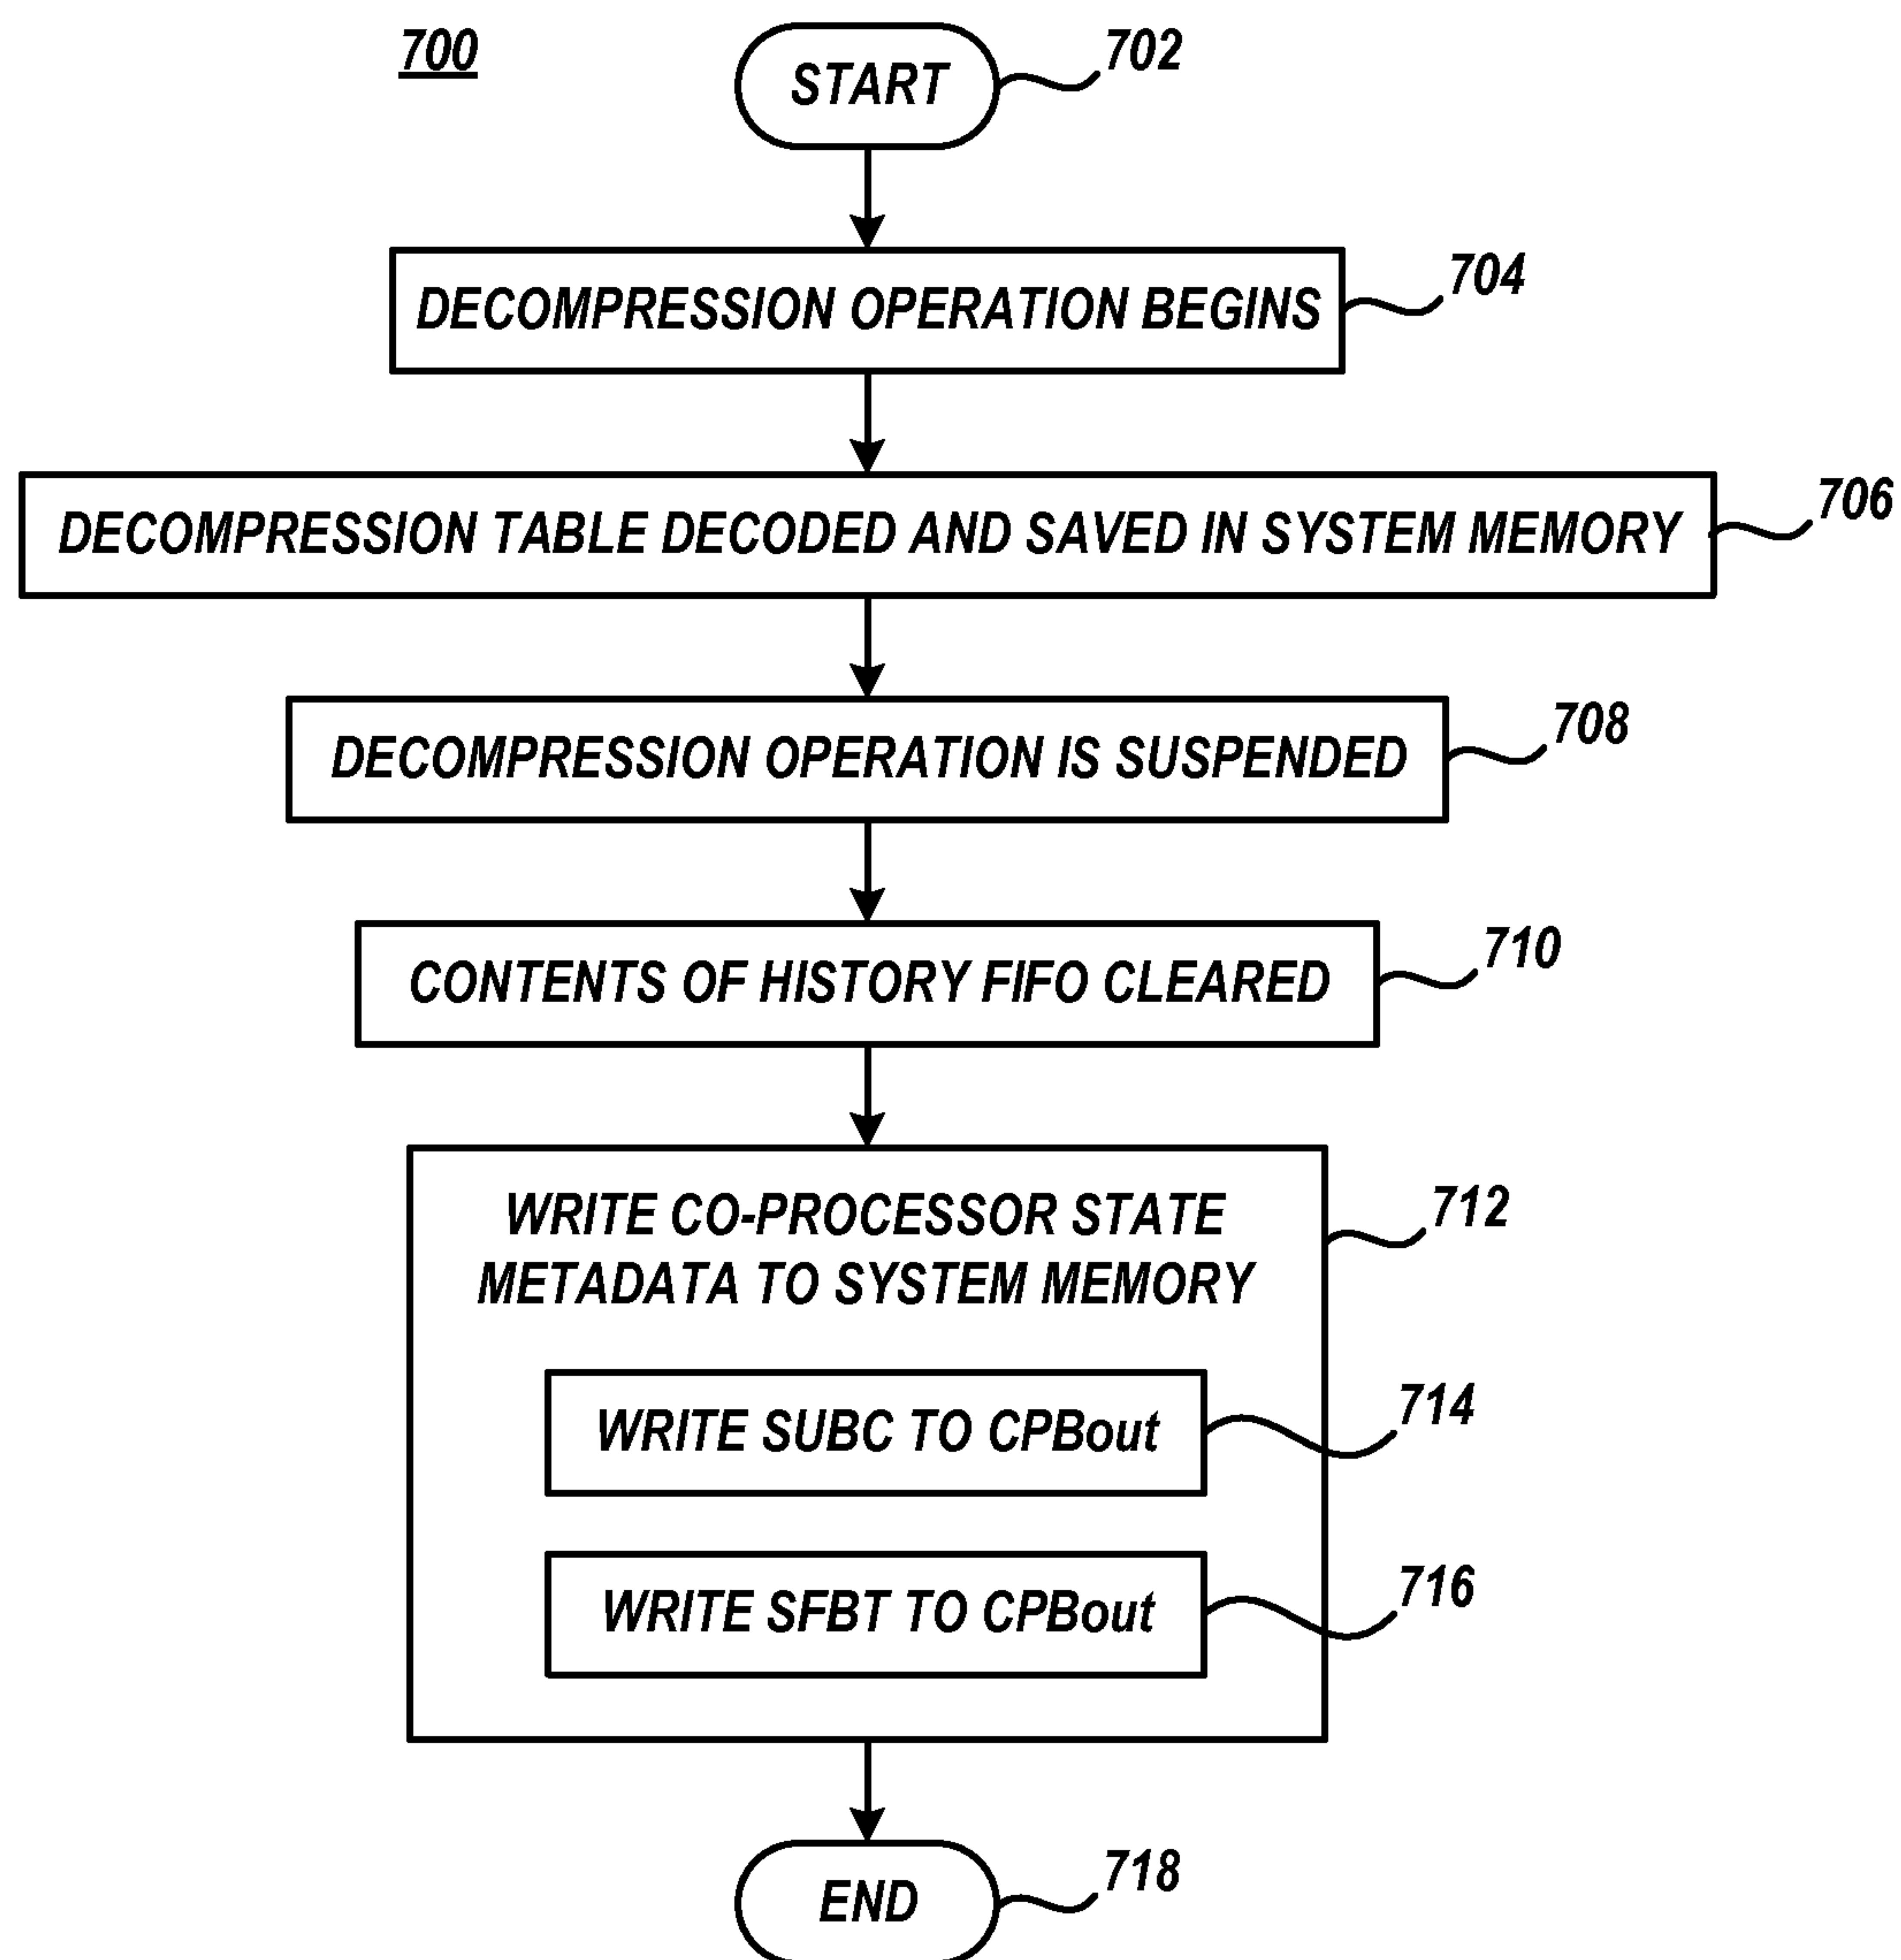 700
START
702
DECOMPRESSION OPERATION BEGINS
704
DECOMPRESSION TABLE DECODED AND SAVED IN SYSTEM MEMORY
706
DECOMPRESSION OPERATION IS SUSPENDED
708
CONTENTS OF HISTORY FIFO CLEARED
710
WRITE CO-PROCESSOR STATE
METADATA TO SYSTEM MEMORY
712
WRITE SUBC TO CPBout
714
WRITE SFBT TO CPBout
716
END
718